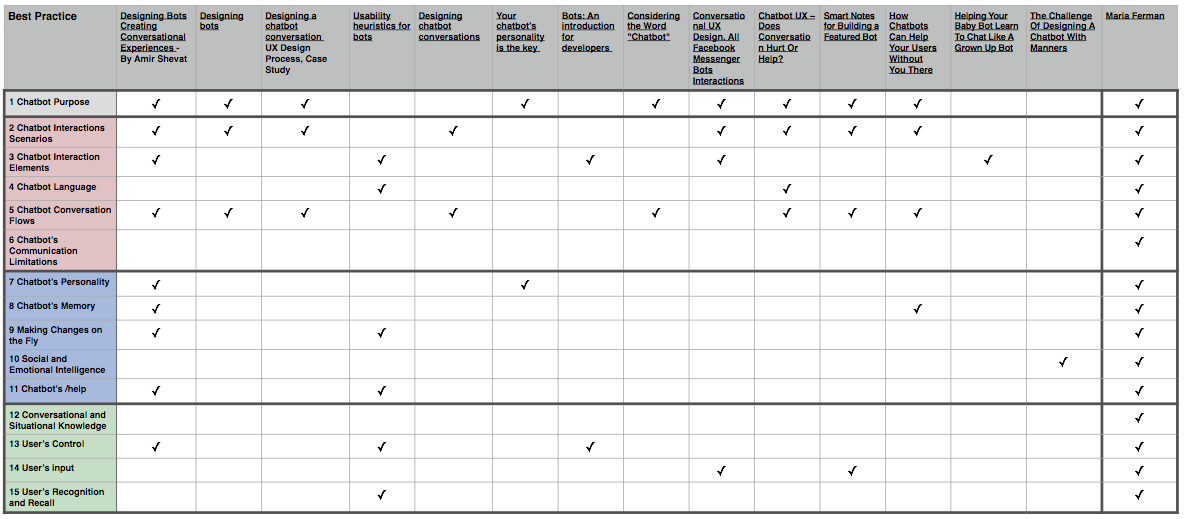 Best Practice
Designing Bots
Creating
Conversational
Experiences -
By Amir Shevat
Designing
bots
Designing a
chatbot
conversation
UX Design
Process, Case
Study
Usability
heuristics for
bots
Designing
chatbot
conversations
Your
chatbot's
personality
is the key
Bots: An
introduction
for
developers
Considering
the Word
"Chatbot"
Conversatio
nal UX
Design. All
Facebook
Messenger
Bots
Interactions
Chatbot UX –
Does
Conversatio
n Hurt Or
Help?
Smart Notes
for Building a
Featured Bot
How
Chatbots
Can Help
Your Users
Without
You There
Helping Your
Baby Bot Learn
To Chat Like A
Grown Up Bot
The Challenge
Of Designing A
Chatbot With
Manners
Maria Ferman
1 Chatbot Purpose ✓ ✓ ✓ ✓ ✓ ✓ ✓ ✓ ✓ ✓
2 Chatbot Interactions
Scenarios ✓ ✓ ✓ ✓ ✓ ✓ ✓ ✓ ✓
3 Chatbot Interaction
Elements ✓ ✓ ✓ ✓ ✓ ✓
4 Chatbot Language ✓ ✓ ✓
5 Chatbot Conversation
Flows ✓ ✓ ✓ ✓ ✓ ✓ ✓ ✓ ✓
6 Chatbot's
Communication
Limitations ✓
7 Chatbot's Personality ✓ ✓ ✓
8 Chatbot's Memory ✓ ✓ ✓
9 Making Changes on
the Fly ✓ ✓ ✓
10 Social and
Emotional Intelligence ✓ ✓
11 Chatbot's /help ✓ ✓ ✓
12 Conversational and
Situational Knowledge ✓
13 User's Control ✓ ✓ ✓ ✓
14 User's input ✓ ✓ ✓
15 User's Recognition
and Recall ✓ ✓